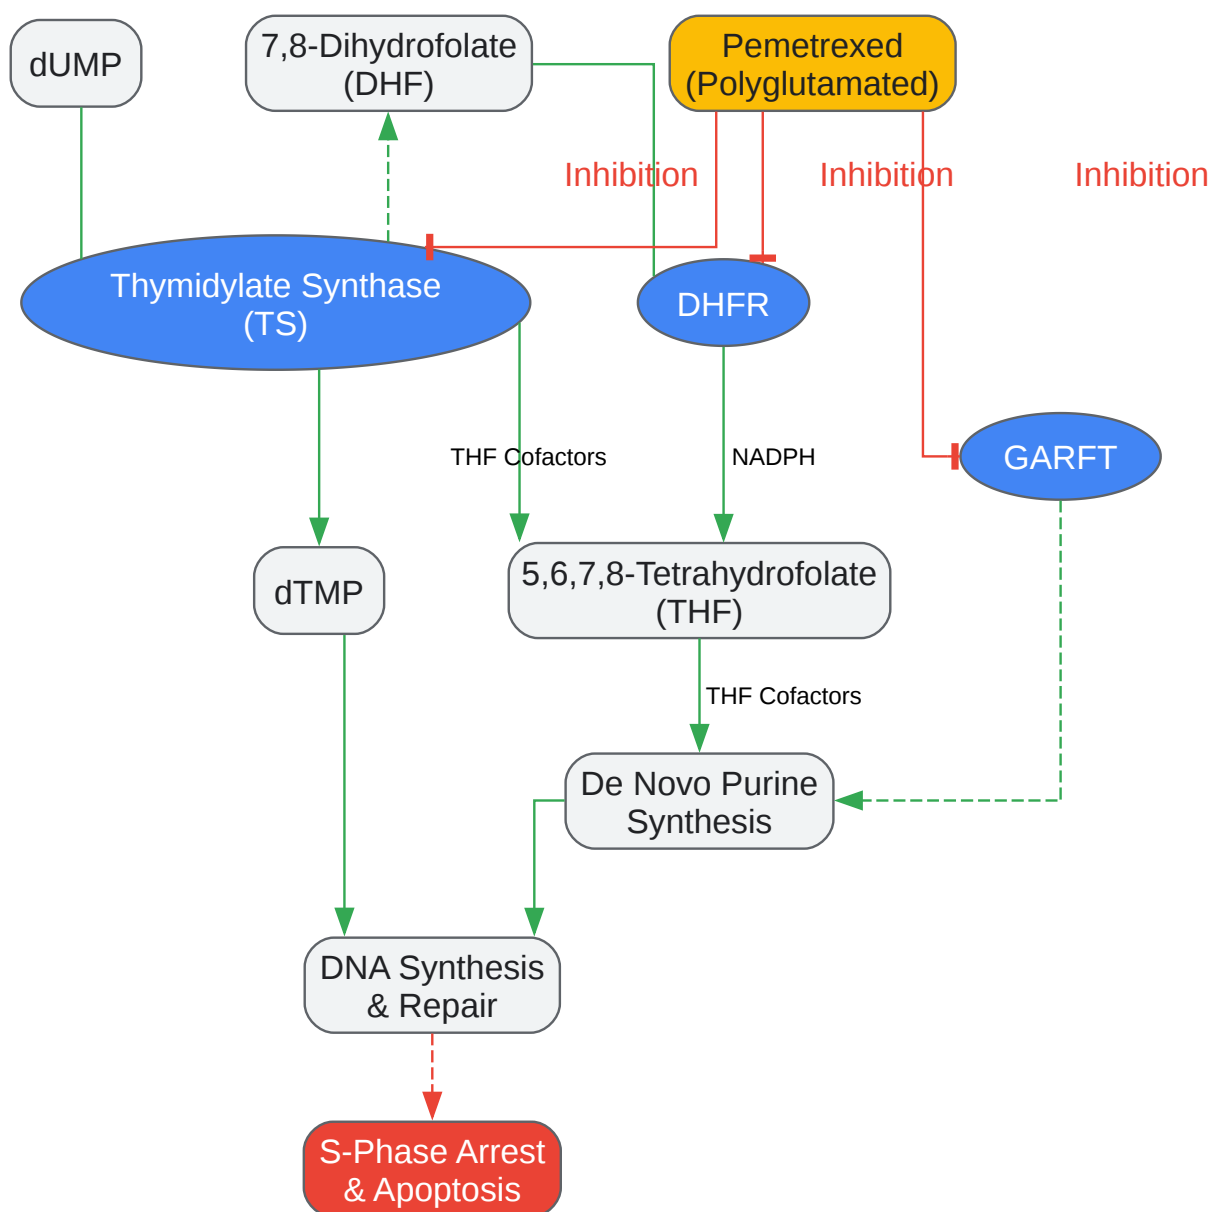 dUMP
7,8-Dihydrofolate
(DHF)
Pemetrexed
(Polyglutamated)
Inhibition
Inhibition
Inhibition
Thymidylate Synthase
(TS)
DHFR
THF Cofactors
NADPH
GARFT
dTMP
5,6,7,8-Tetrahydrofolate
(THF)
THF Cofactors
De Novo Purine
Synthesis
DNA Synthesis
& Repair
S-Phase Arrest
& Apoptosis